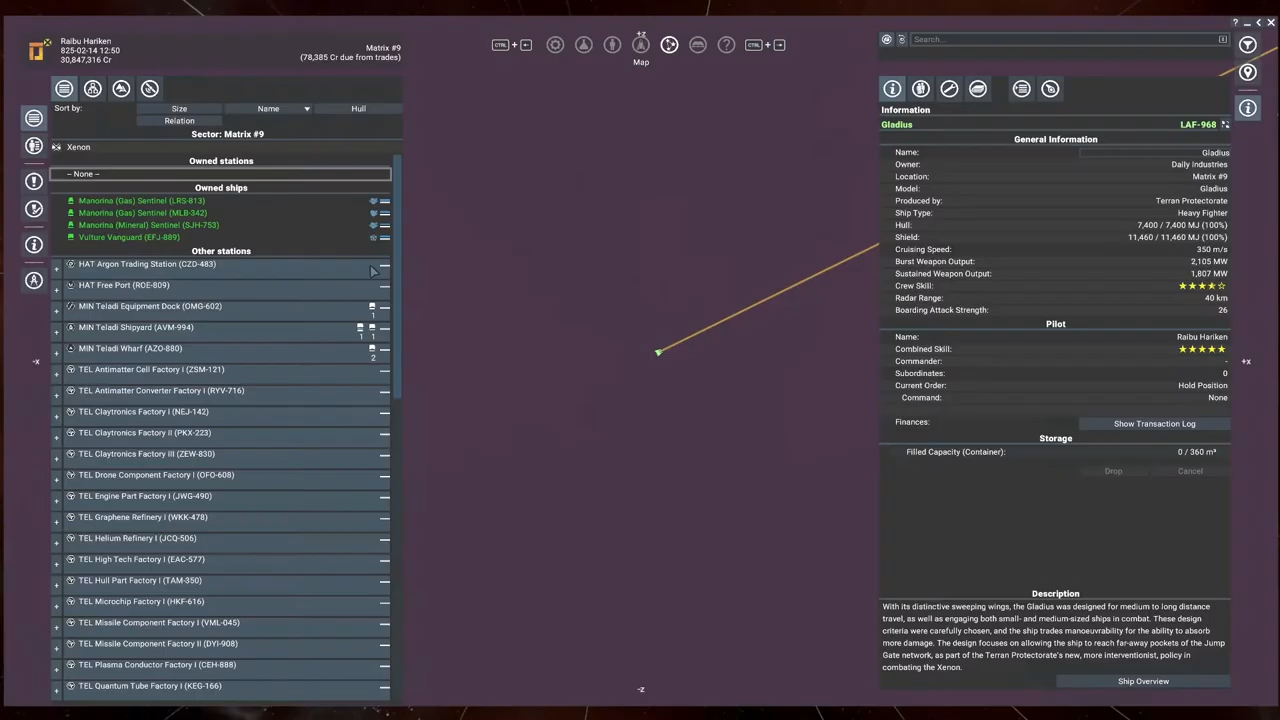 Raibu Hariken
825-02-14 12:50
30,847,316 Cr
Matrix #9
(78,385 Cr due from trades)
CTRL + 
+z
CTRL + 
Map
? _ < X
Search...
Sort by:
Size
Name
Hull
Relation
Sector: Matrix #9
Xenon
Owned stations
-- None --
Owned ships
Manorina (Gas) Sentinel (LRS-813)
Manorina (Gas) Sentinel (MLB-342)
Manorina (Mineral) Sentinel (SJH-753)
Vulture Vanguard (EFJ-889)
Other stations
+ HAT Argon Trading Station (CZD-483)
+ HAT Free Port (ROE-809)
+ MIN Teladi Equipment Dock (OMG-602) 1
+ MIN Teladi Shipyard (AVM-994) 1 1
+ MIN Teladi Wharf (AZO-880) 2
+ TEL Antimatter Cell Factory I (ZSM-121)
+ TEL Antimatter Converter Factory I (RYV-716)
+ TEL Claytronics Factory I (NEJ-142)
+ TEL Claytronics Factory II (PKX-223)
+ TEL Claytronics Factory III (ZEW-830)
+ TEL Drone Component Factory I (OFO-608)
+ TEL Engine Part Factory I (JWG-490)
+ TEL Graphene Refinery I (WKK-478)
+ TEL Helium Refinery I (JCQ-506)
+ TEL High Tech Factory I (EAC-577)
+ TEL Hull Part Factory I (TAM-350)
+ TEL Microchip Factory I (HKF-616)
+ TEL Missile Component Factory I (VML-045)
+ TEL Missile Component Factory II (DYI-908)
+ TEL Plasma Conductor Factory I (CEH-888)
+ TEL Quantum Tube Factory I (KEG-166)
-x
+x
-z
Information
Gladius LAF-968
General Information
Name: Gladius
Owner: Daily Industries
Location: Matrix #9
Model: Gladius
Produced by: Terran Protectorate
Ship Type: Heavy Fighter
Hull: 7,400 / 7,400 MJ (100%)
Shield: 11,460 / 11,460 MJ (100%)
Cruising Speed: 350 m/s
Burst Weapon Output: 2,105 MW
Sustained Weapon Output: 1,807 MW
Crew Skill: ★★★★☆
Radar Range: 40 km
Boarding Attack Strength: 26
Pilot
Name: Raibu Hariken
Combined Skill: ★★★★★
Commander: -
Subordinates: 0
Current Order: Hold Position
Command: None
Finances: Show Transaction Log
Storage
Filled Capacity (Container): 0 / 360 m³
Drop Cancel
Description
With its distinctive sweeping wings, the Gladius was designed for medium to long distance
travel, as well as engaging both small- and medium-sized ships in combat. These design
criteria were carefully chosen, and the ship trades manoeuvrability for the ability to absorb
more damage. The design focuses on allowing the ship to reach far-away pockets of the Jump
Gate network, as part of the Terran Protectorate's new, more interventionist, policy in
combating the Xenon.
Ship Overview